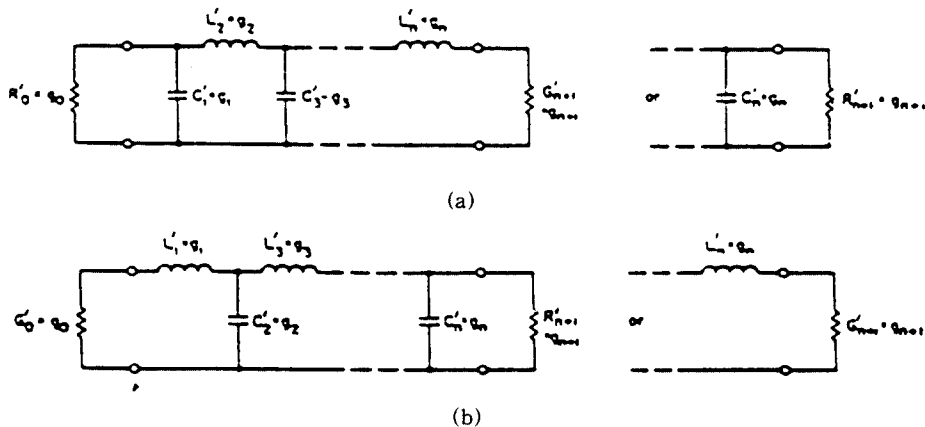 L′₂=g₂
L′ₙ=gₙ
R′₀=g₀
C′₁=g₁
C′₃=g₃
G′ₙ₊₁
=gₙ₊₁
or
C′ₙ=gₙ
R′ₙ₊₁=gₙ₊₁
(a)
L′₁=g₁
L′₃=g₃
L′ₙ=gₙ
G′₀=g₀
C′₂=g₂
C′ₙ=gₙ
R′ₙ₊₁
=gₙ₊₁
or
G′ₙ₊₁=gₙ₊₁
(b)